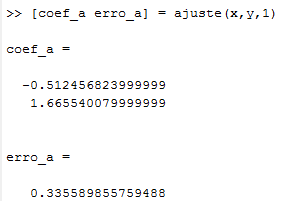 >> [coef_a erro_a] = ajuste(x,y,1)
coef_a =
-0.512456823999999
1.665540079999999
erro_a =
0.335589855759488